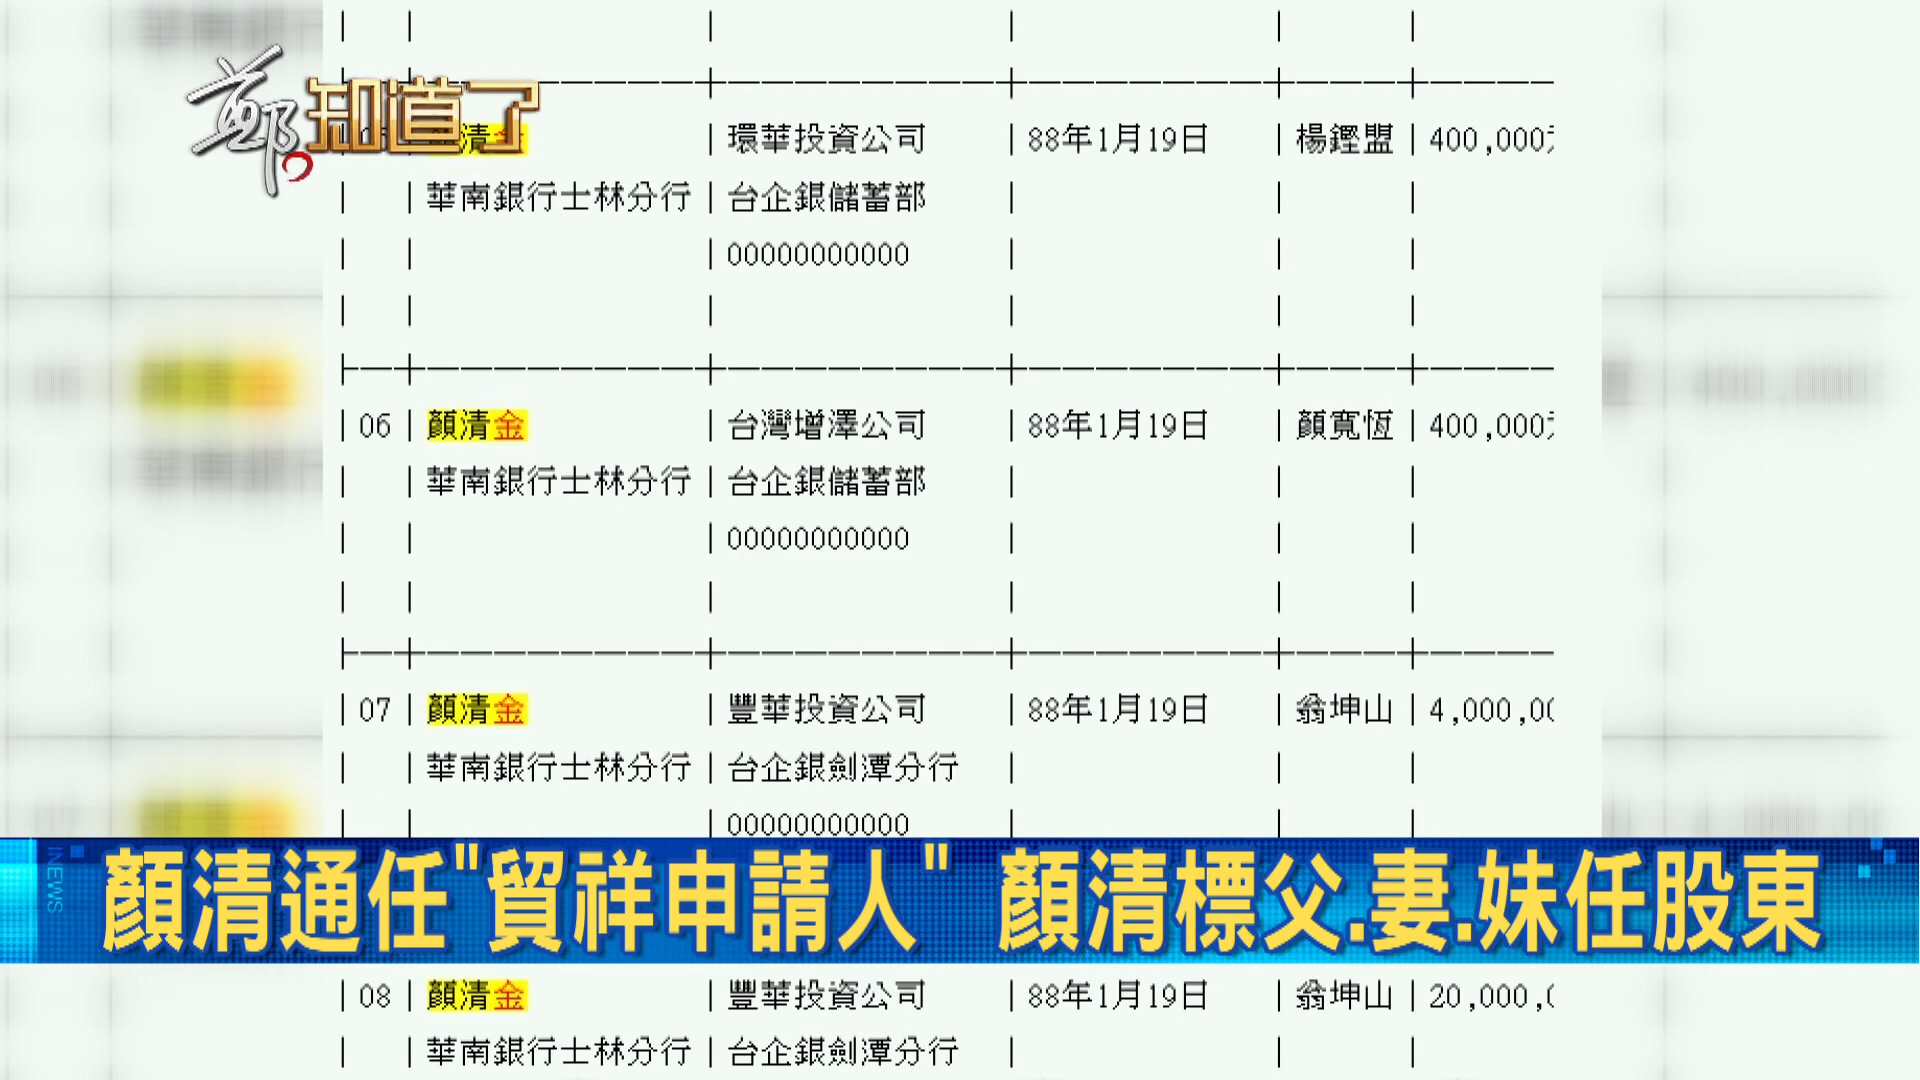 鄭知道了
清金 | 環華投資公司 | 88年1月19日 | 楊鏗盟 | 400,000
華南銀行士林分行 | 台企銀儲蓄部
00000000000
06 | 顏清金 | 台灣增澤公司 | 88年1月19日 | 顏寬恆 | 400,000
華南銀行士林分行 | 台企銀儲蓄部
00000000000
07 | 顏清金 | 豐華投資公司 | 88年1月19日 | 翁坤山 | 4,000,00
華南銀行士林分行 | 台企銀劍潭分行
00000000000
INEWS
顏清通任"貿祥申請人" 顏清標父.妻.妹任股東
08 | 顏清金 | 豐華投資公司 | 88年1月19日 | 翁坤山 | 20,000,
華南銀行士林分行 | 台企銀劍潭分行